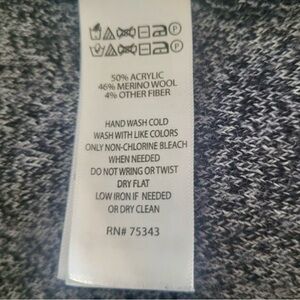 50% ACRYLIC
46% MERINO WOOL
4% OTHER FIBER
HAND WASH COLD
WASH WITH LIKE COLORS
ONLY NON-CHLORINE BLEACH
WHEN NEEDED
DO NOT WRING OR TWIST
DRY FLAT
LOW IRON IF NEEDED
OR DRY CLEAN
RN# 75343